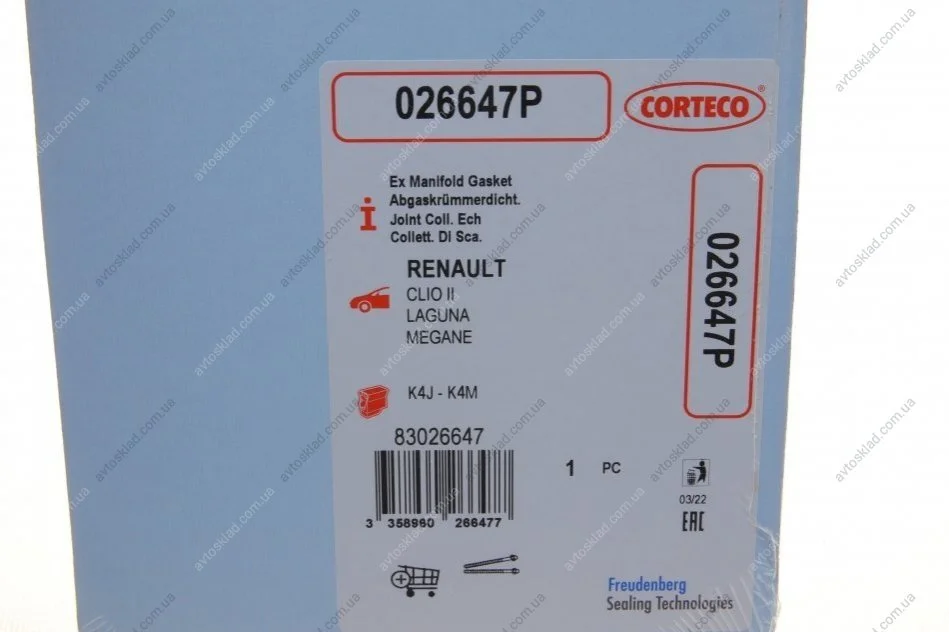 026647P
CORTECO®
Ex Manifold Gasket
Abgaskrümmerdicht.
Joint Coll. Ech
Collett. DI Sca.
RENAULT
CLIO II
LAGUNA
MEGANE
026647P
K4J - K4M
83026647
1 PC
3 358960 266477
03/22
EAC
Freudenberg
Sealing Technologies
avtosklad.com.ua